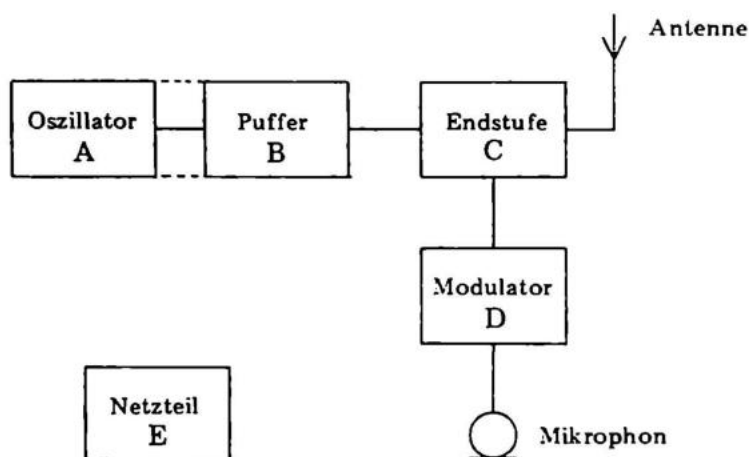 Antenne
Oszillator
A
Puffer
B
Endstufe
C
Modulator
D
Netzteil
E
Mikrophon